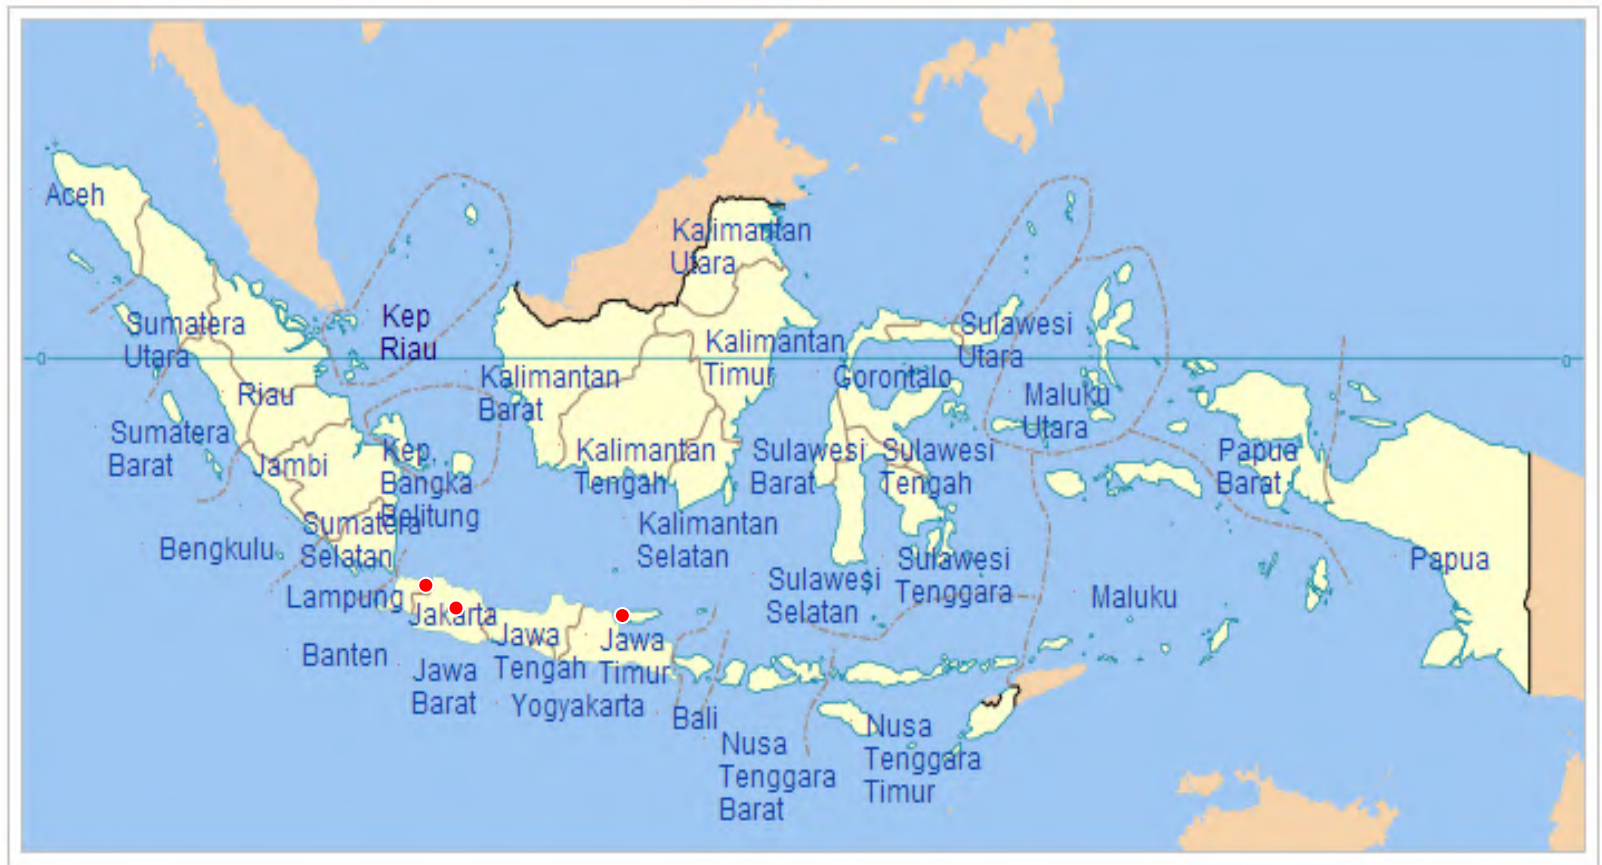 Aceh
Kalimantan
Utara
Kep
Riau
Sumatera
Utara
Sulawesi
Utara
Kalimantan
Timur
0
0
Kalimantan
Barat
Gorontalo
Riau
Maluku
Utara
Sumatera
Barat
Jambi
Kep.
Bangka
Belitung
Kalimantan
Tengah
Sulawesi
Barat
Sulawesi
Tengah
Papua
Barat
Sumatera
Selatan
Kalimantan
Selatan
Bengkulu
Sulawesi
Tenggara
Papua
Sulawesi
Selatan
Lampung
Maluku
Jakarta
Jawa
Tengah
Jawa
Timur
Banten
Jawa
Barat
Yogyakarta
Bali
Nusa
Tenggara
Barat
Nusa
Tenggara
Timur